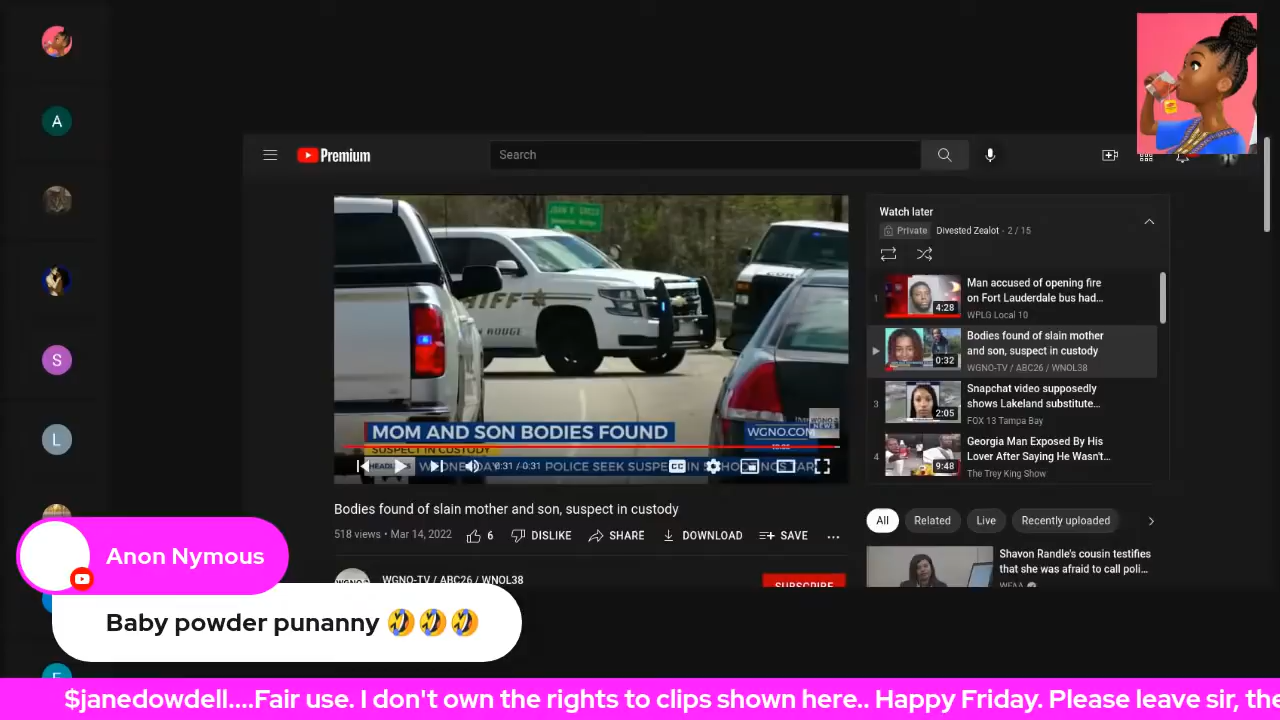 A
Premium
Search
Watch later
Private Divested Zealot - 2 / 15
1
Man accused of opening fire
on Fort Lauderdale bus had...
WPLG Local 10
4:28
Bodies found of slain mother
and son, suspect in custody
WGNO-TV / ABC26 / WNOL38
0:32
3
Snapchat video supposedly
shows Lakeland substitute...
FOX 13 Tampa Bay
2:05
4
Georgia Man Exposed By His
Lover After Saying He Wasn't...
The Trey King Show
9:48
S
L
MOM AND SON BODIES FOUND
WGNO.COM
SUSPECT IN CUSTODY
0:31 / 0:31
POLICE SEEK
CC
Bodies found of slain mother and son, suspect in custody
518 views • Mar 14, 2022
6
DISLIKE
SHARE
DOWNLOAD
SAVE
All Related Live Recently uploaded
WGNO-TV / ABC26 / WNOL38
SUBSCRIBE
Shavon Randle's cousin testifies
that she was afraid to call poli...
WFAA
Anon Nymous
Baby powder punanny 🤣🤣🤣
$janedowdell....Fair use. I don't own the rights to clips shown here.. Happy Friday. Please leave sir, the